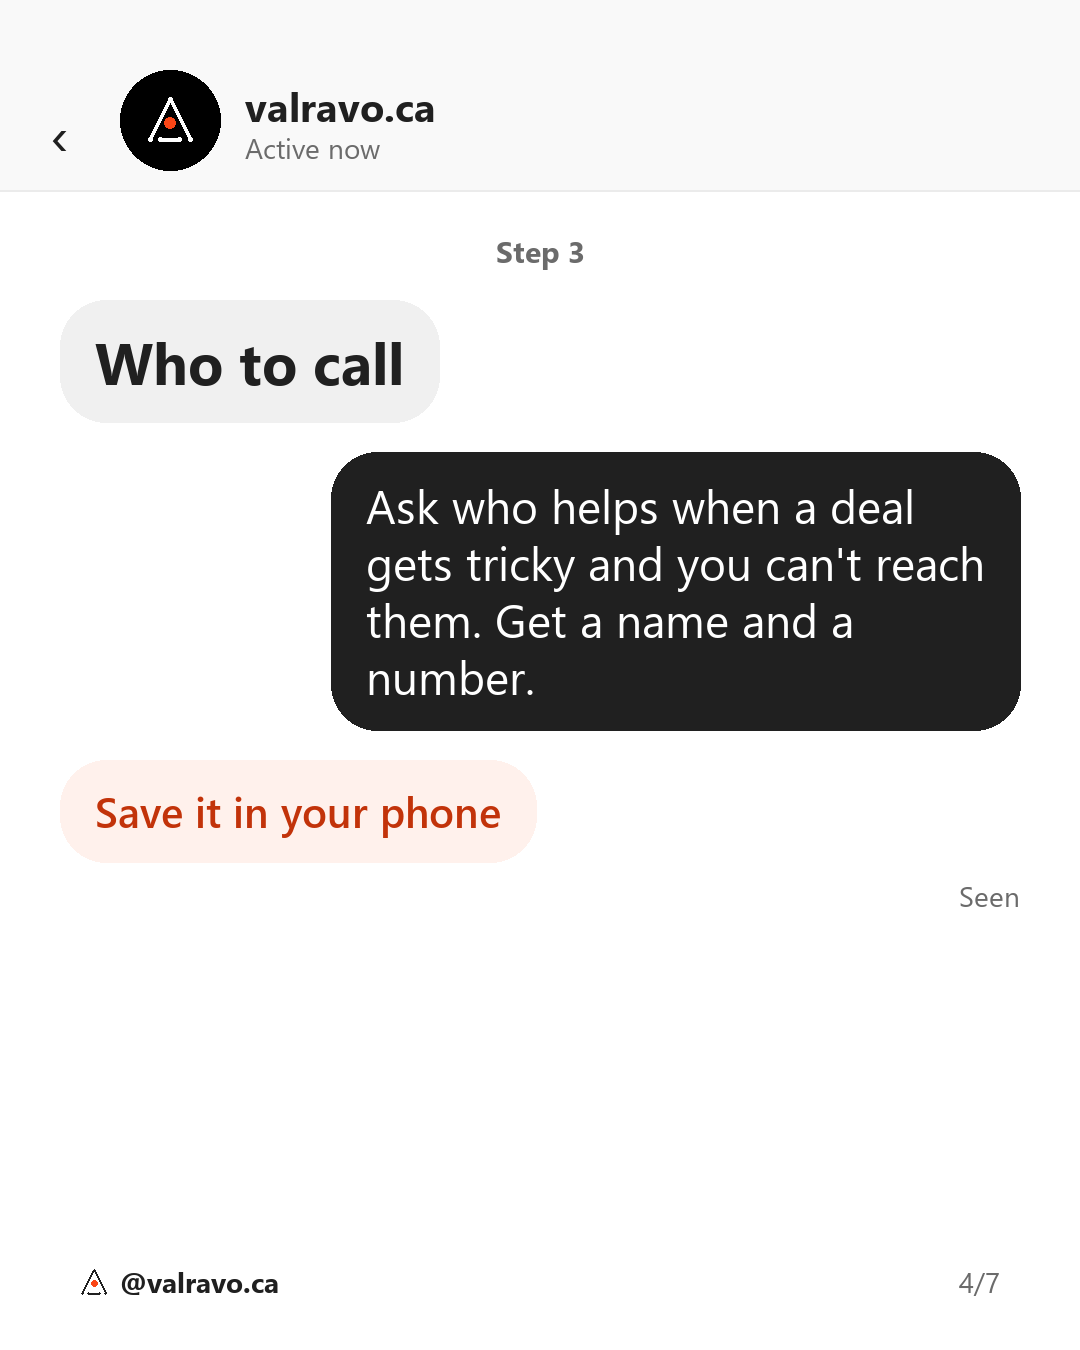 ‹
valravo.ca
Active now
Step 3
Who to call
Ask who helps when a deal
gets tricky and you can't reach
them. Get a name and a
number.
Save it in your phone
Seen
@valravo.ca
4/7